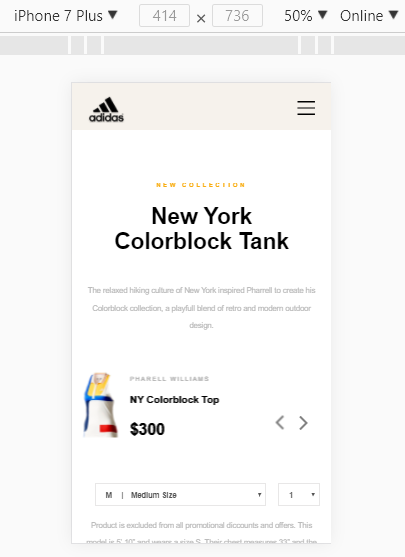 iPhone 7 Plus ▼ 414 × 736 50% ▼ Online ▼
adidas
NEW COLLECTION
New York
Colorblock Tank
The relaxed hiking culture of New York inspired Pharrell to create his
Colorblock collection, a playfull blend of retro and modern outdoor
design.
PHARELL WILLIAMS
NY Colorblock Top
$300
M | Medium Size ▾ 1 ▾
Product is excluded from all promotional diccounts and offers. This
model is 5' 10" and wears a size S. Their chest measures 33" and the